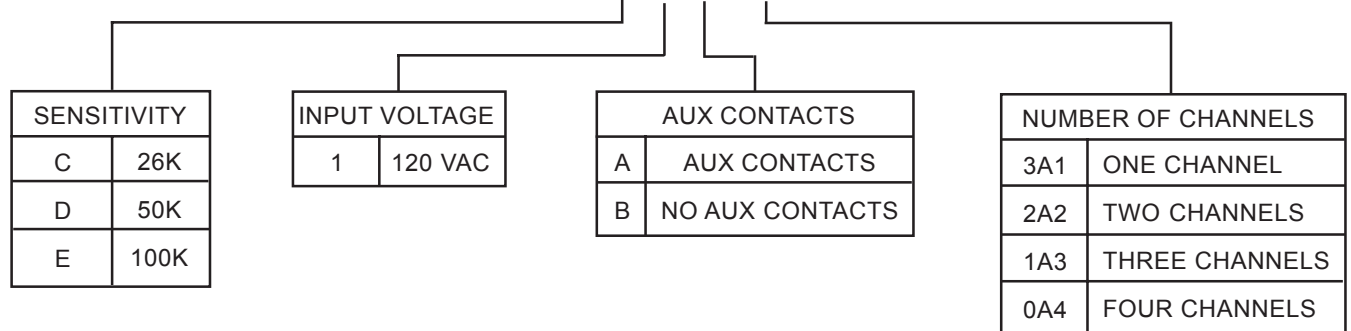 SENSITIVITY
C 26K
D 50K
E 100K
INPUT VOLTAGE
1 120 VAC
AUX CONTACTS
A AUX CONTACTS
B NO AUX CONTACTS
NUMBER OF CHANNELS
3A1 ONE CHANNEL
2A2 TWO CHANNELS
1A3 THREE CHANNELS
0A4 FOUR CHANNELS